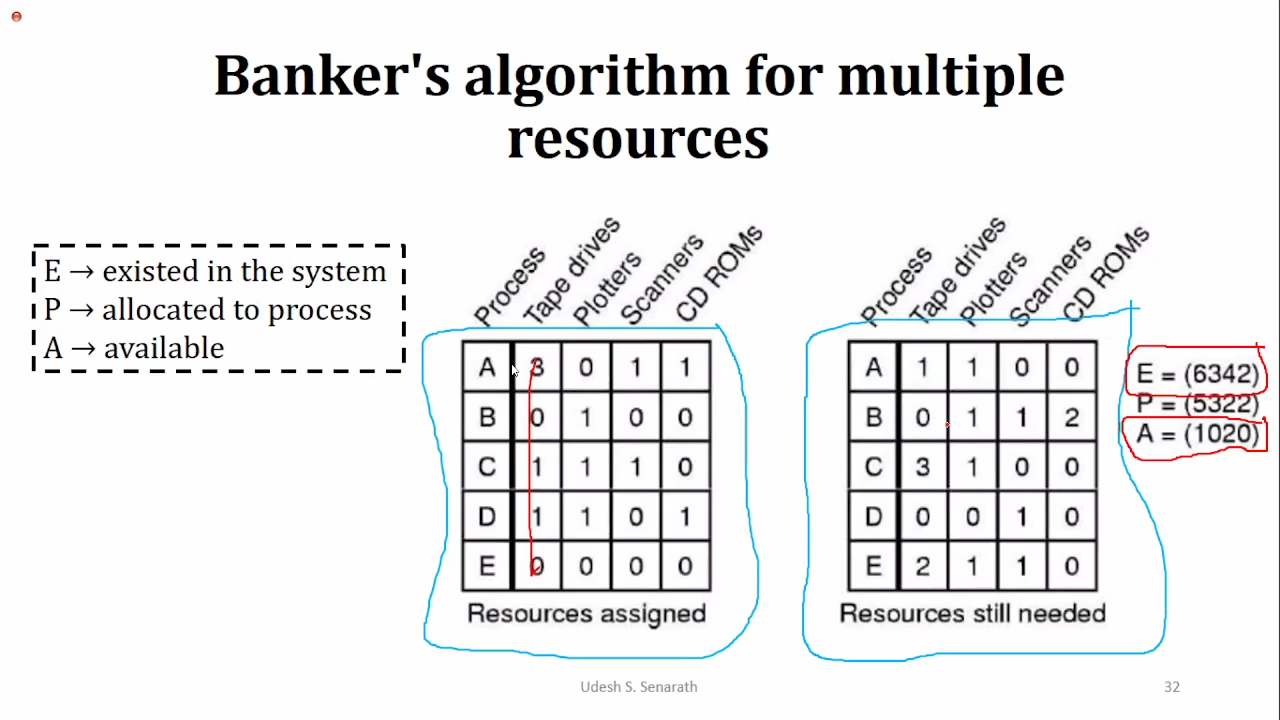 Banker's algorithm for multiple
resources
E → existed in the system
P → allocated to process
A → available
Process Tape drives Plotters Scanners CD ROMs
A 3 0 1 1
B 0 1 0 0
C 1 1 1 0
D 1 1 0 1
E 0 0 0 0
Resources assigned
Process Tape drives Plotters Scanners CD ROMs
A 1 1 0 0
B 0 1 1 2
C 3 1 0 0
D 0 0 1 0
E 2 1 1 0
Resources still needed
E = (6342)
P = (5322)
A = (1020)
Udesh S. Senarath
32